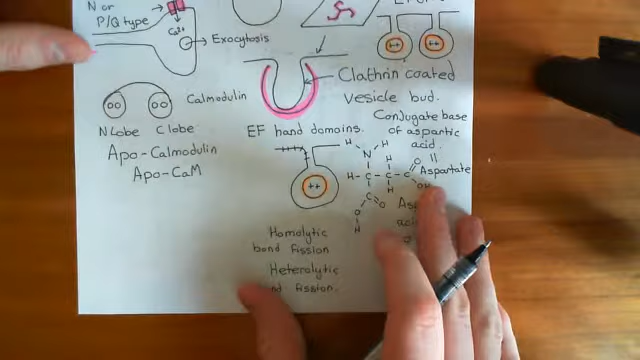 N or
P/Q type
Ca²⁺
Exocytosis
++
++
Clathrin coated
Vesicle bud.
Calmodulin
N Lobe C lobe
Apo-Calmodulin
Apo-CaM
EF hand domains.
++
Conjugate base
of aspartic
acid.
Aspartate
H H
N H
H-C-C-C O
H OH
C O
O
H
Homolytic
bond fission
Heterolytic
fission.